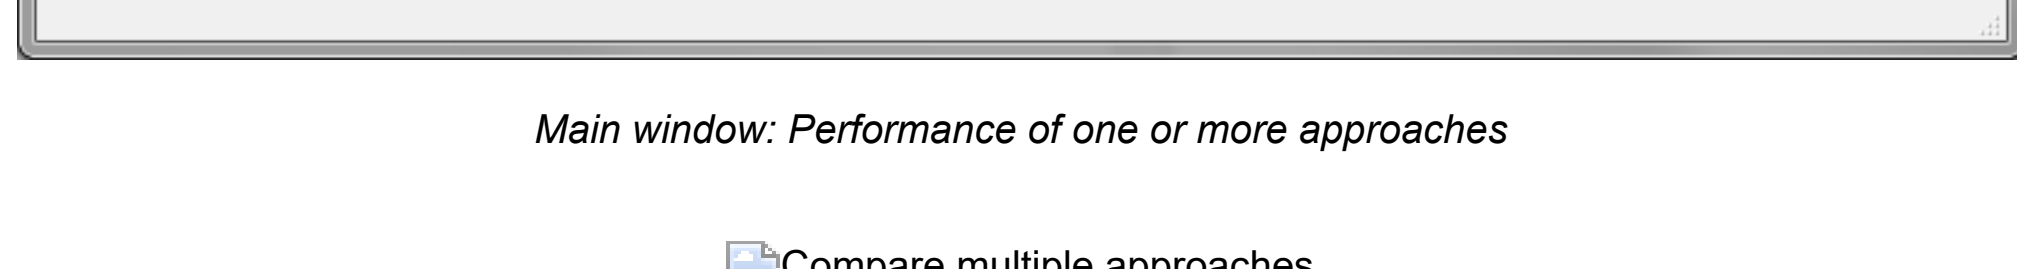 Main window: Performance of one or more approaches
Compare multiple approaches